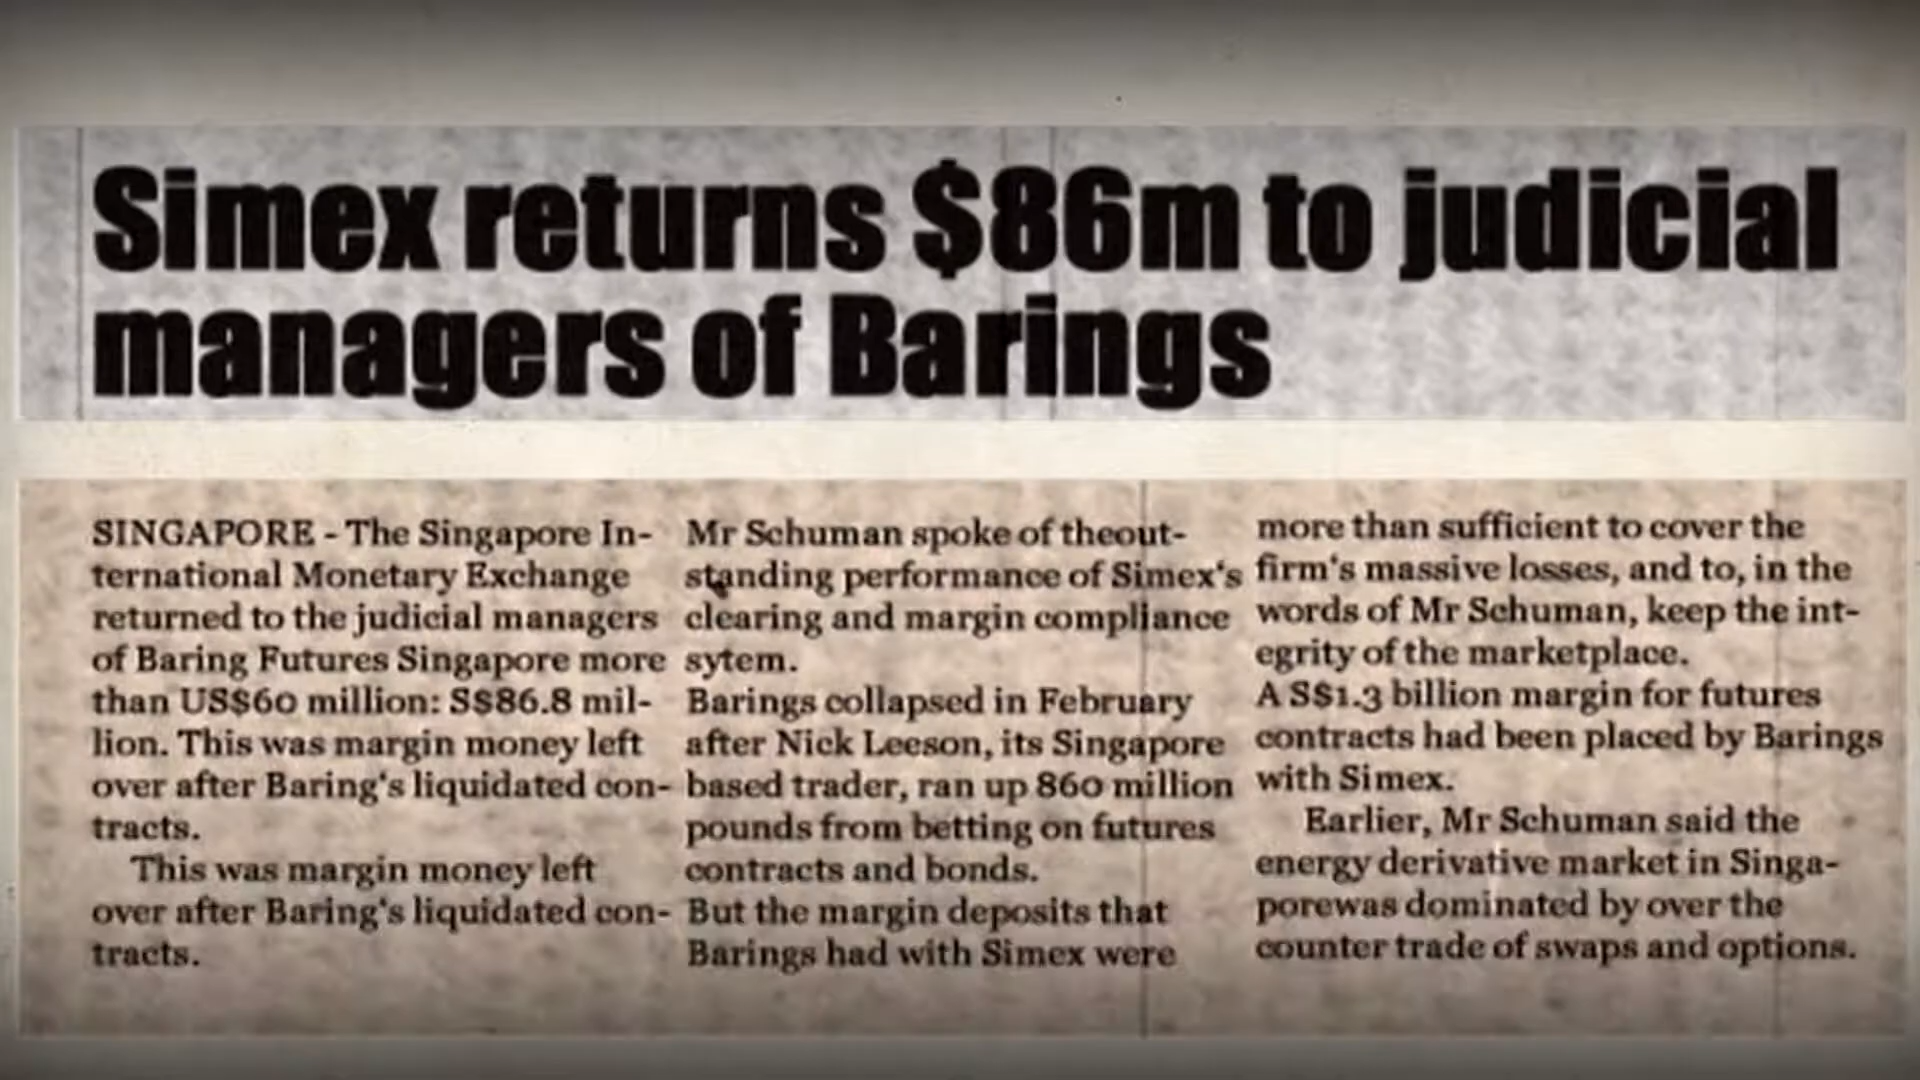 Simex returns $86m to judicial
managers of Barings
SINGAPORE - The Singapore In-
ternational Monetary Exchange
returned to the judicial managers
of Baring Futures Singapore more
than US$60 million: S$86.8 mil-
lion. This was margin money left
over after Baring's liquidated con-
tracts.
This was margin money left
over after Baring's liquidated con-
tracts.
Mr Schuman spoke of theout-
standing performance of Simex's
clearing and margin compliance
sytem.
Barings collapsed in February
after Nick Leeson, its Singapore
based trader, ran up 860 million
pounds from betting on futures
contracts and bonds.
But the margin deposits that
Barings had with Simex were
more than sufficient to cover the
firm's massive losses, and to, in the
words of Mr Schuman, keep the int-
egrity of the marketplace.
A S$1.3 billion margin for futures
contracts had been placed by Barings
with Simex.
Earlier, Mr Schuman said the
energy derivative market in Singa-
porewas dominated by over the
counter trade of swaps and options.